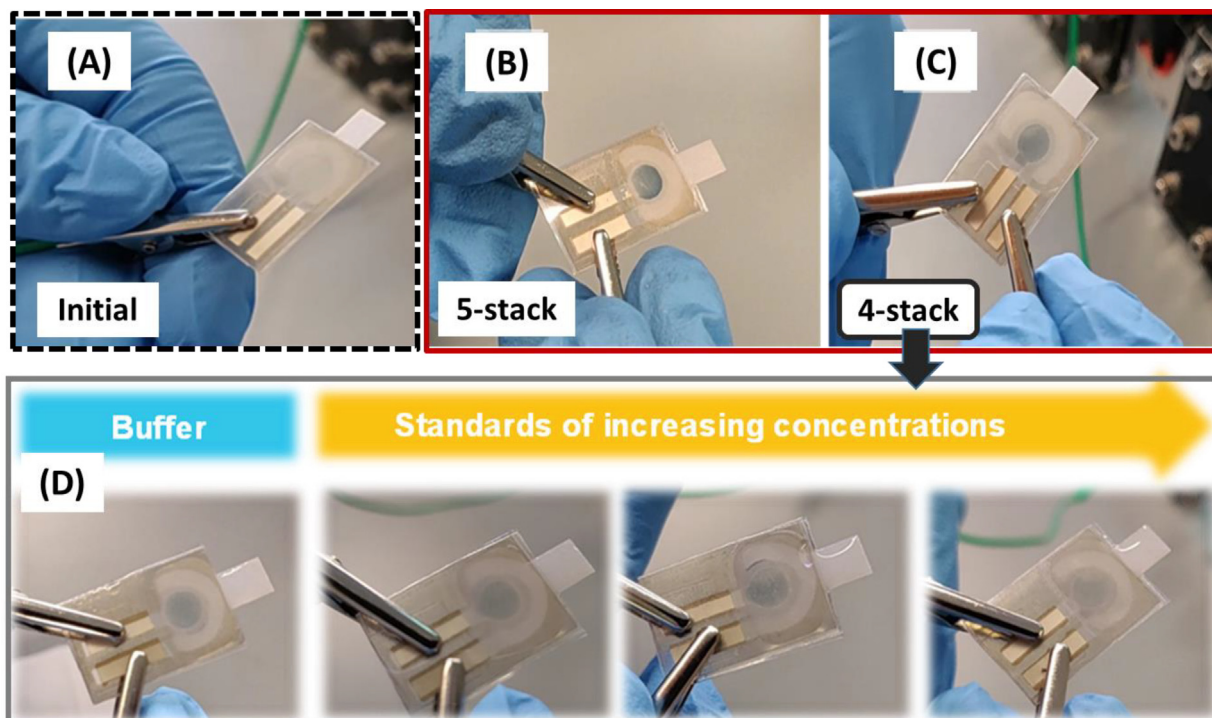 (A)
(B)
(C)
Initial
5-stack
4-stack
Buffer
Standards of increasing concentrations
(D)